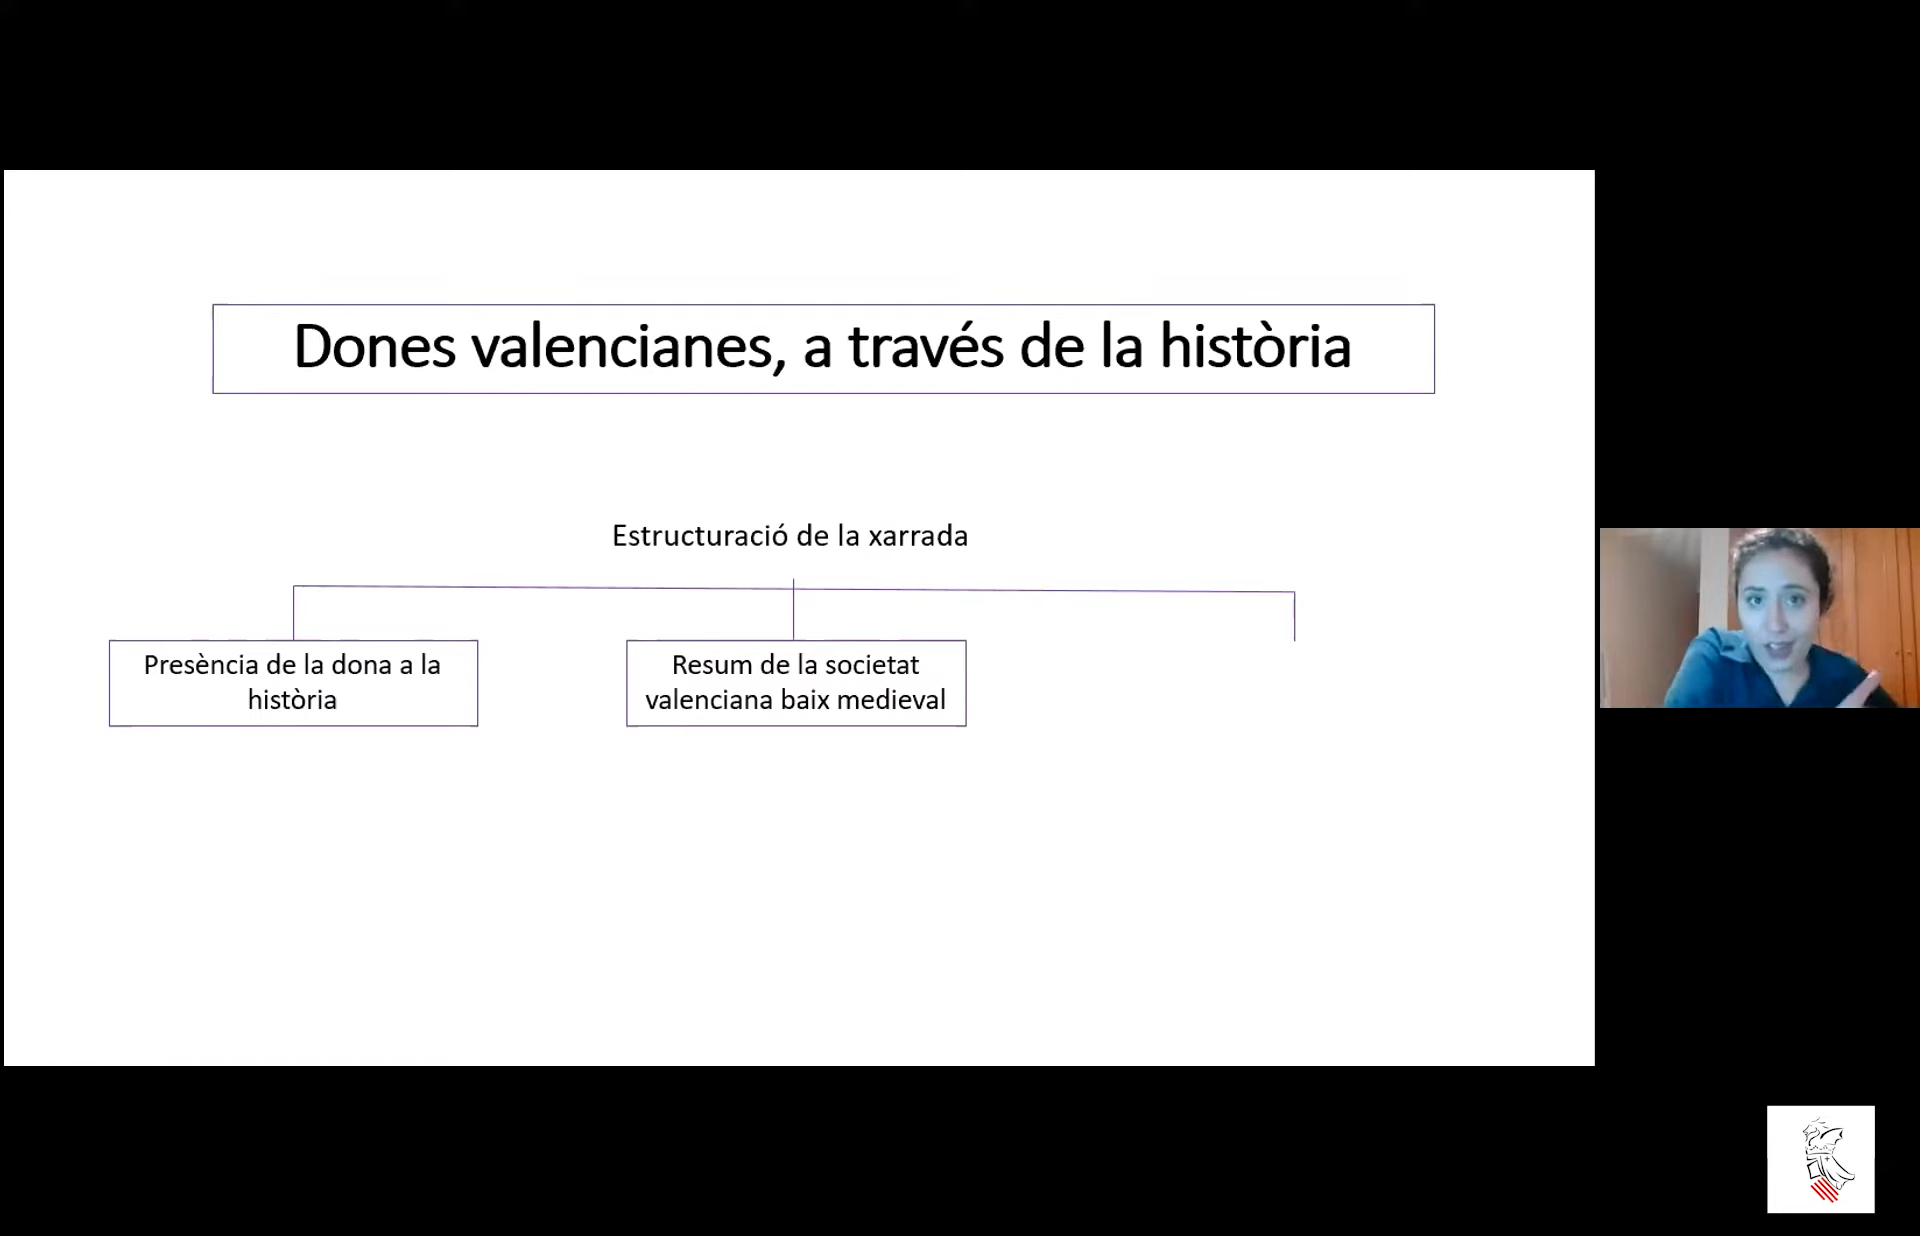 Dones valencianes, a través de la història
Estructuració de la xarrada
Presència de la dona a la
història
Resum de la societat
valenciana baix medieval